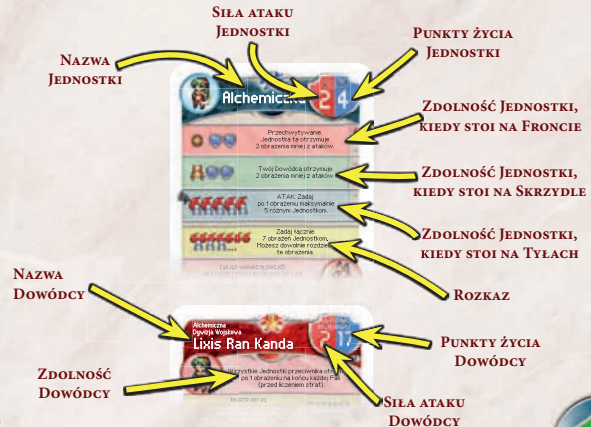 Siła ataku
Jednostki
Punkty życia
Jednostki
Nazwa
Jednostki
Alchemiczka
2 4
Zdolność Jednostki,
kiedy stoi na Froncie
Przechwytywanie.
Jednostka ta otrzymuje
2 obrażenia mniej z ataków.
Zdolność Jednostki,
kiedy stoi na Skrzydle
Twój Dowódca otrzymuje
2 obrażenia mniej z ataków.
ATAK: Zadaj
po 1 obrażeniu maksymalnie
5 różnym Jednostkom.
Zdolność Jednostki,
kiedy stoi na Tyłach
Zadaj łącznie
7 obrażeń Jednostkom.
Możesz dowolnie rozdzielić
te obrażenia.
Rozkaz
Nazwa
Dowódcy
Alchemiczna
Dywizja Wojskowa
Lixis Ran Kanda
2 17
Punkty życia
Dowódcy
Zdolność
Dowódcy
Wszystkie Jednostki przeciwnika
po 1 obrażeniu na końcu każdej
(przed liczeniem strat).
Siła ataku
Dowódcy